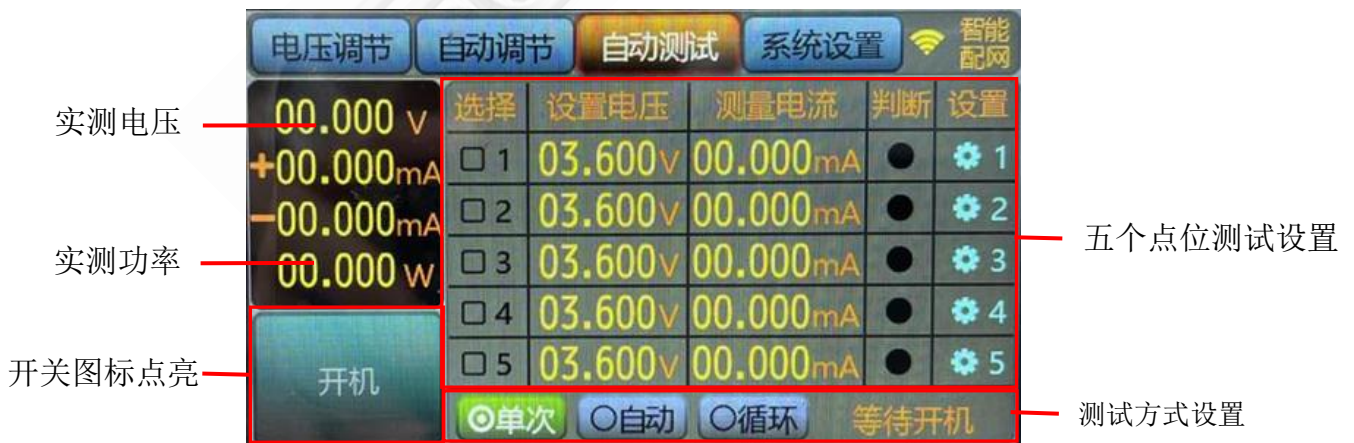 电压调节 自动调节 自动测试 系统设置 智能配网
实测电压
00.000 V
+00.000mA
-00.000mA
实测功率
00.000 W
开关图标点亮
开机
选择 设置电压 测量电流 判断 设置
1 03.600V 00.000mA 1
2 03.600V 00.000mA 2
3 03.600V 00.000mA 3
4 03.600V 00.000mA 4
5 03.600V 00.000mA 5
五个点位测试设置
单次 自动 循环 等待开机
测试方式设置